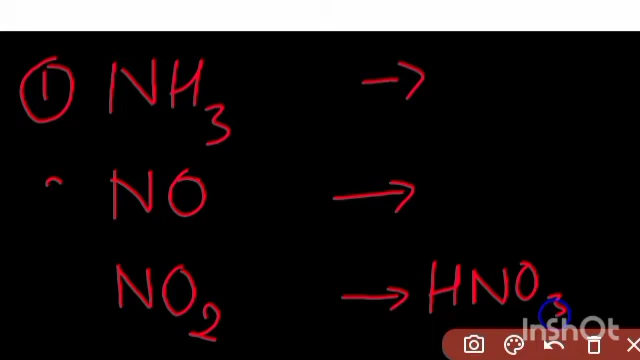 ① NH₃ →
NO →
NO₂ → HNO₃
InShOt